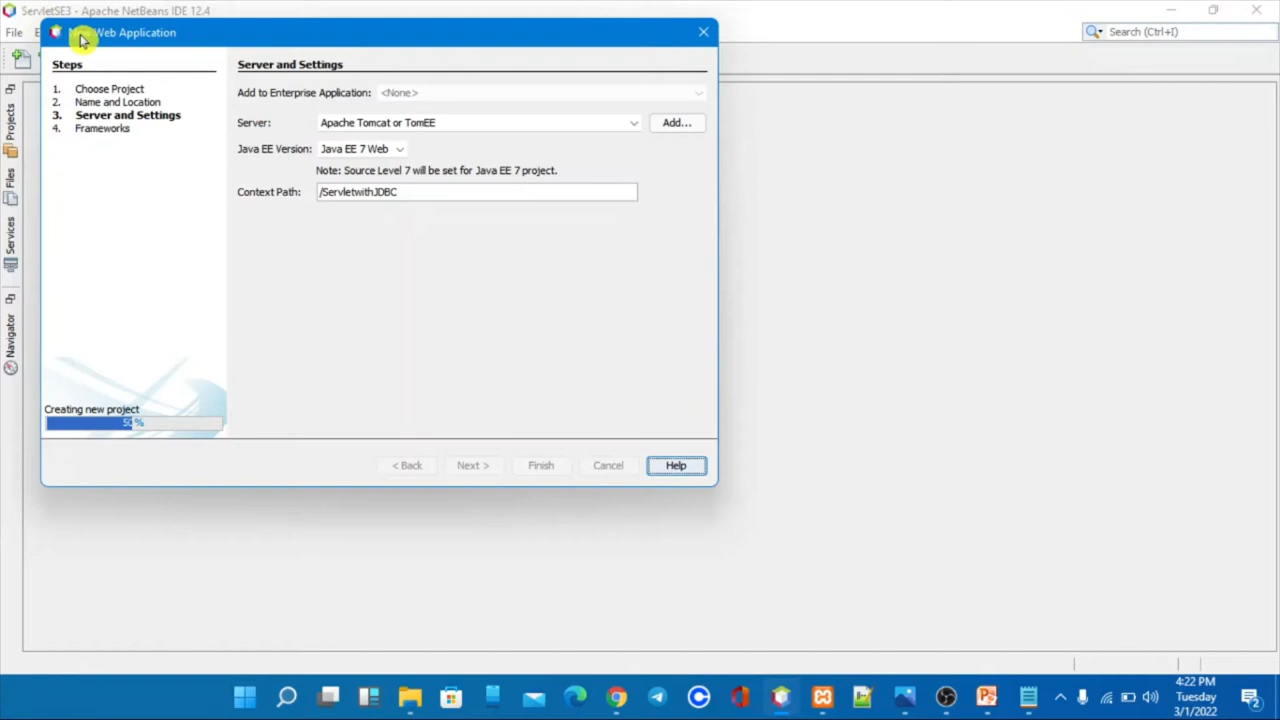 ServletSE3 - Apache NetBeans IDE 12.4
File
Search (Ctrl+I)
Web Application
Steps
1. Choose Project
2. Name and Location
3. Server and Settings
4. Frameworks
Server and Settings
Add to Enterprise Application: <None>
Server: Apache Tomcat or TomEE Add...
Java EE Version: Java EE 7 Web
Note: Source Level 7 will be set for Java EE 7 project.
Context Path: /ServletwithJDBC
Creating new project
50%
< Back Next > Finish Cancel Help
Projects
Files
Services
Navigator
4:22 PM
Tuesday
3/1/2022
2